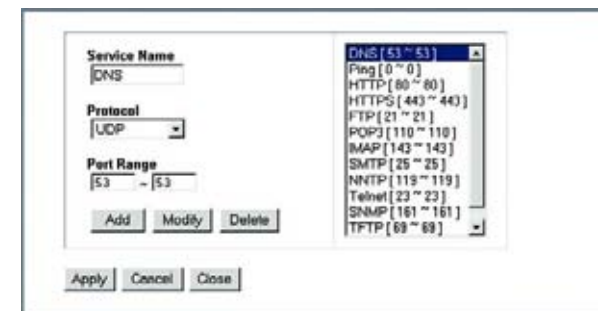 Service Name
DNS
Protocol
UDP
Port Range
53 ~ 53
Add Modify Delete
DNS [53 ~ 53]
Ping [0 ~ 0]
HTTP [80 ~ 80]
HTTPS [443 ~ 443]
FTP [21 ~ 21]
POP3 [110 ~ 110]
IMAP [143 ~ 143]
SMTP [25 ~ 25]
NNTP [119 ~ 119]
Telnet [23 ~ 23]
SNMP [161 ~ 161]
TFTP [69 ~ 69]
Apply Cancel Close